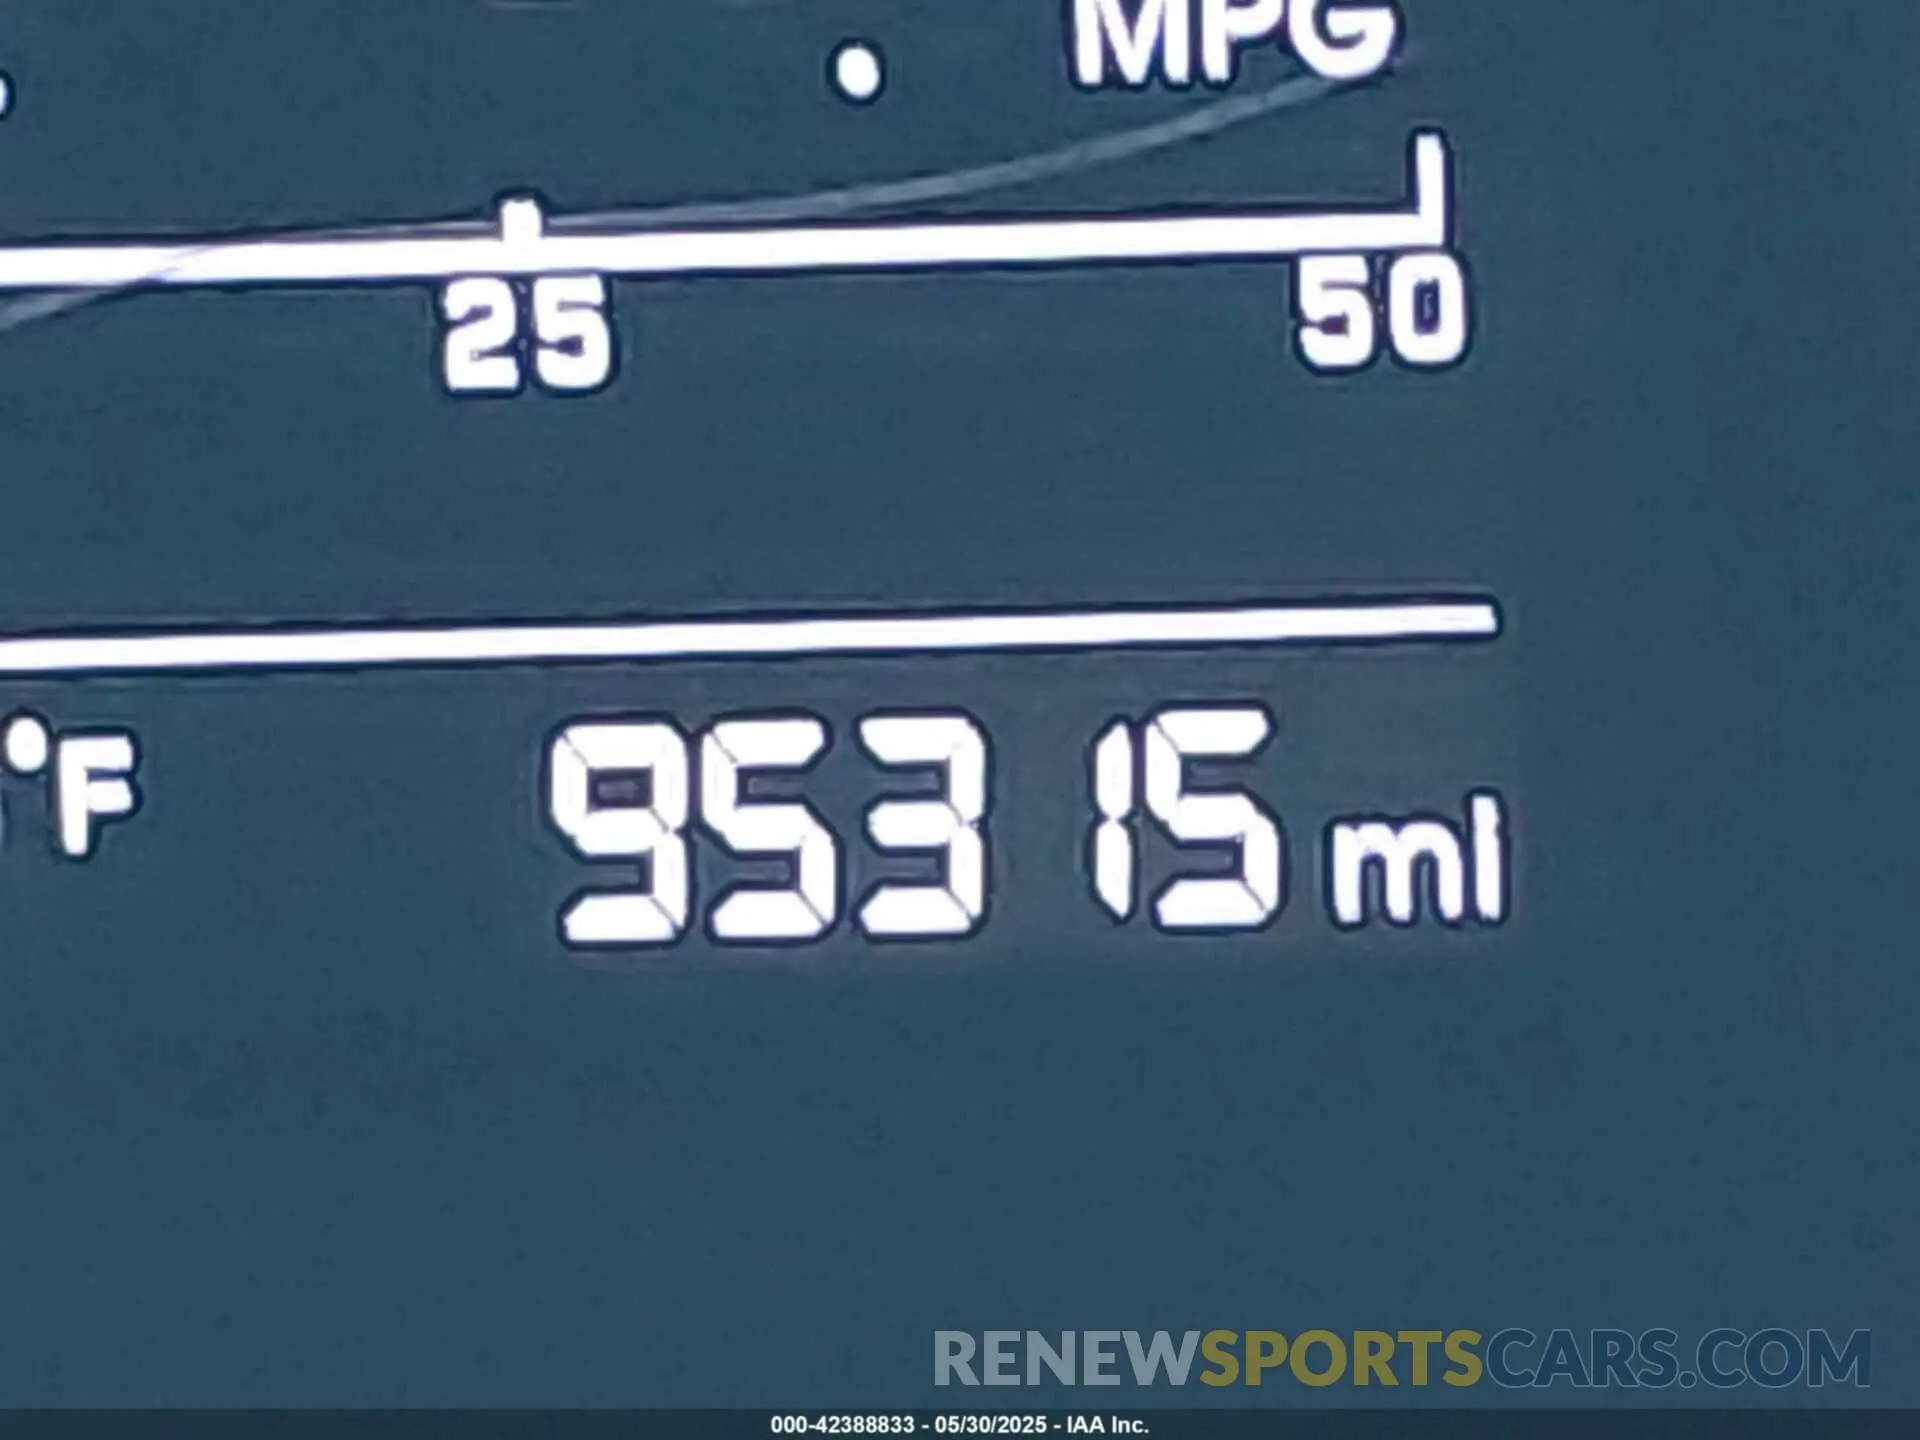 MPG
25 50
°F 95315 mi
RENEWSPORTSCARS.COM
000-42388833 - 05/30/2025 - IAA Inc.